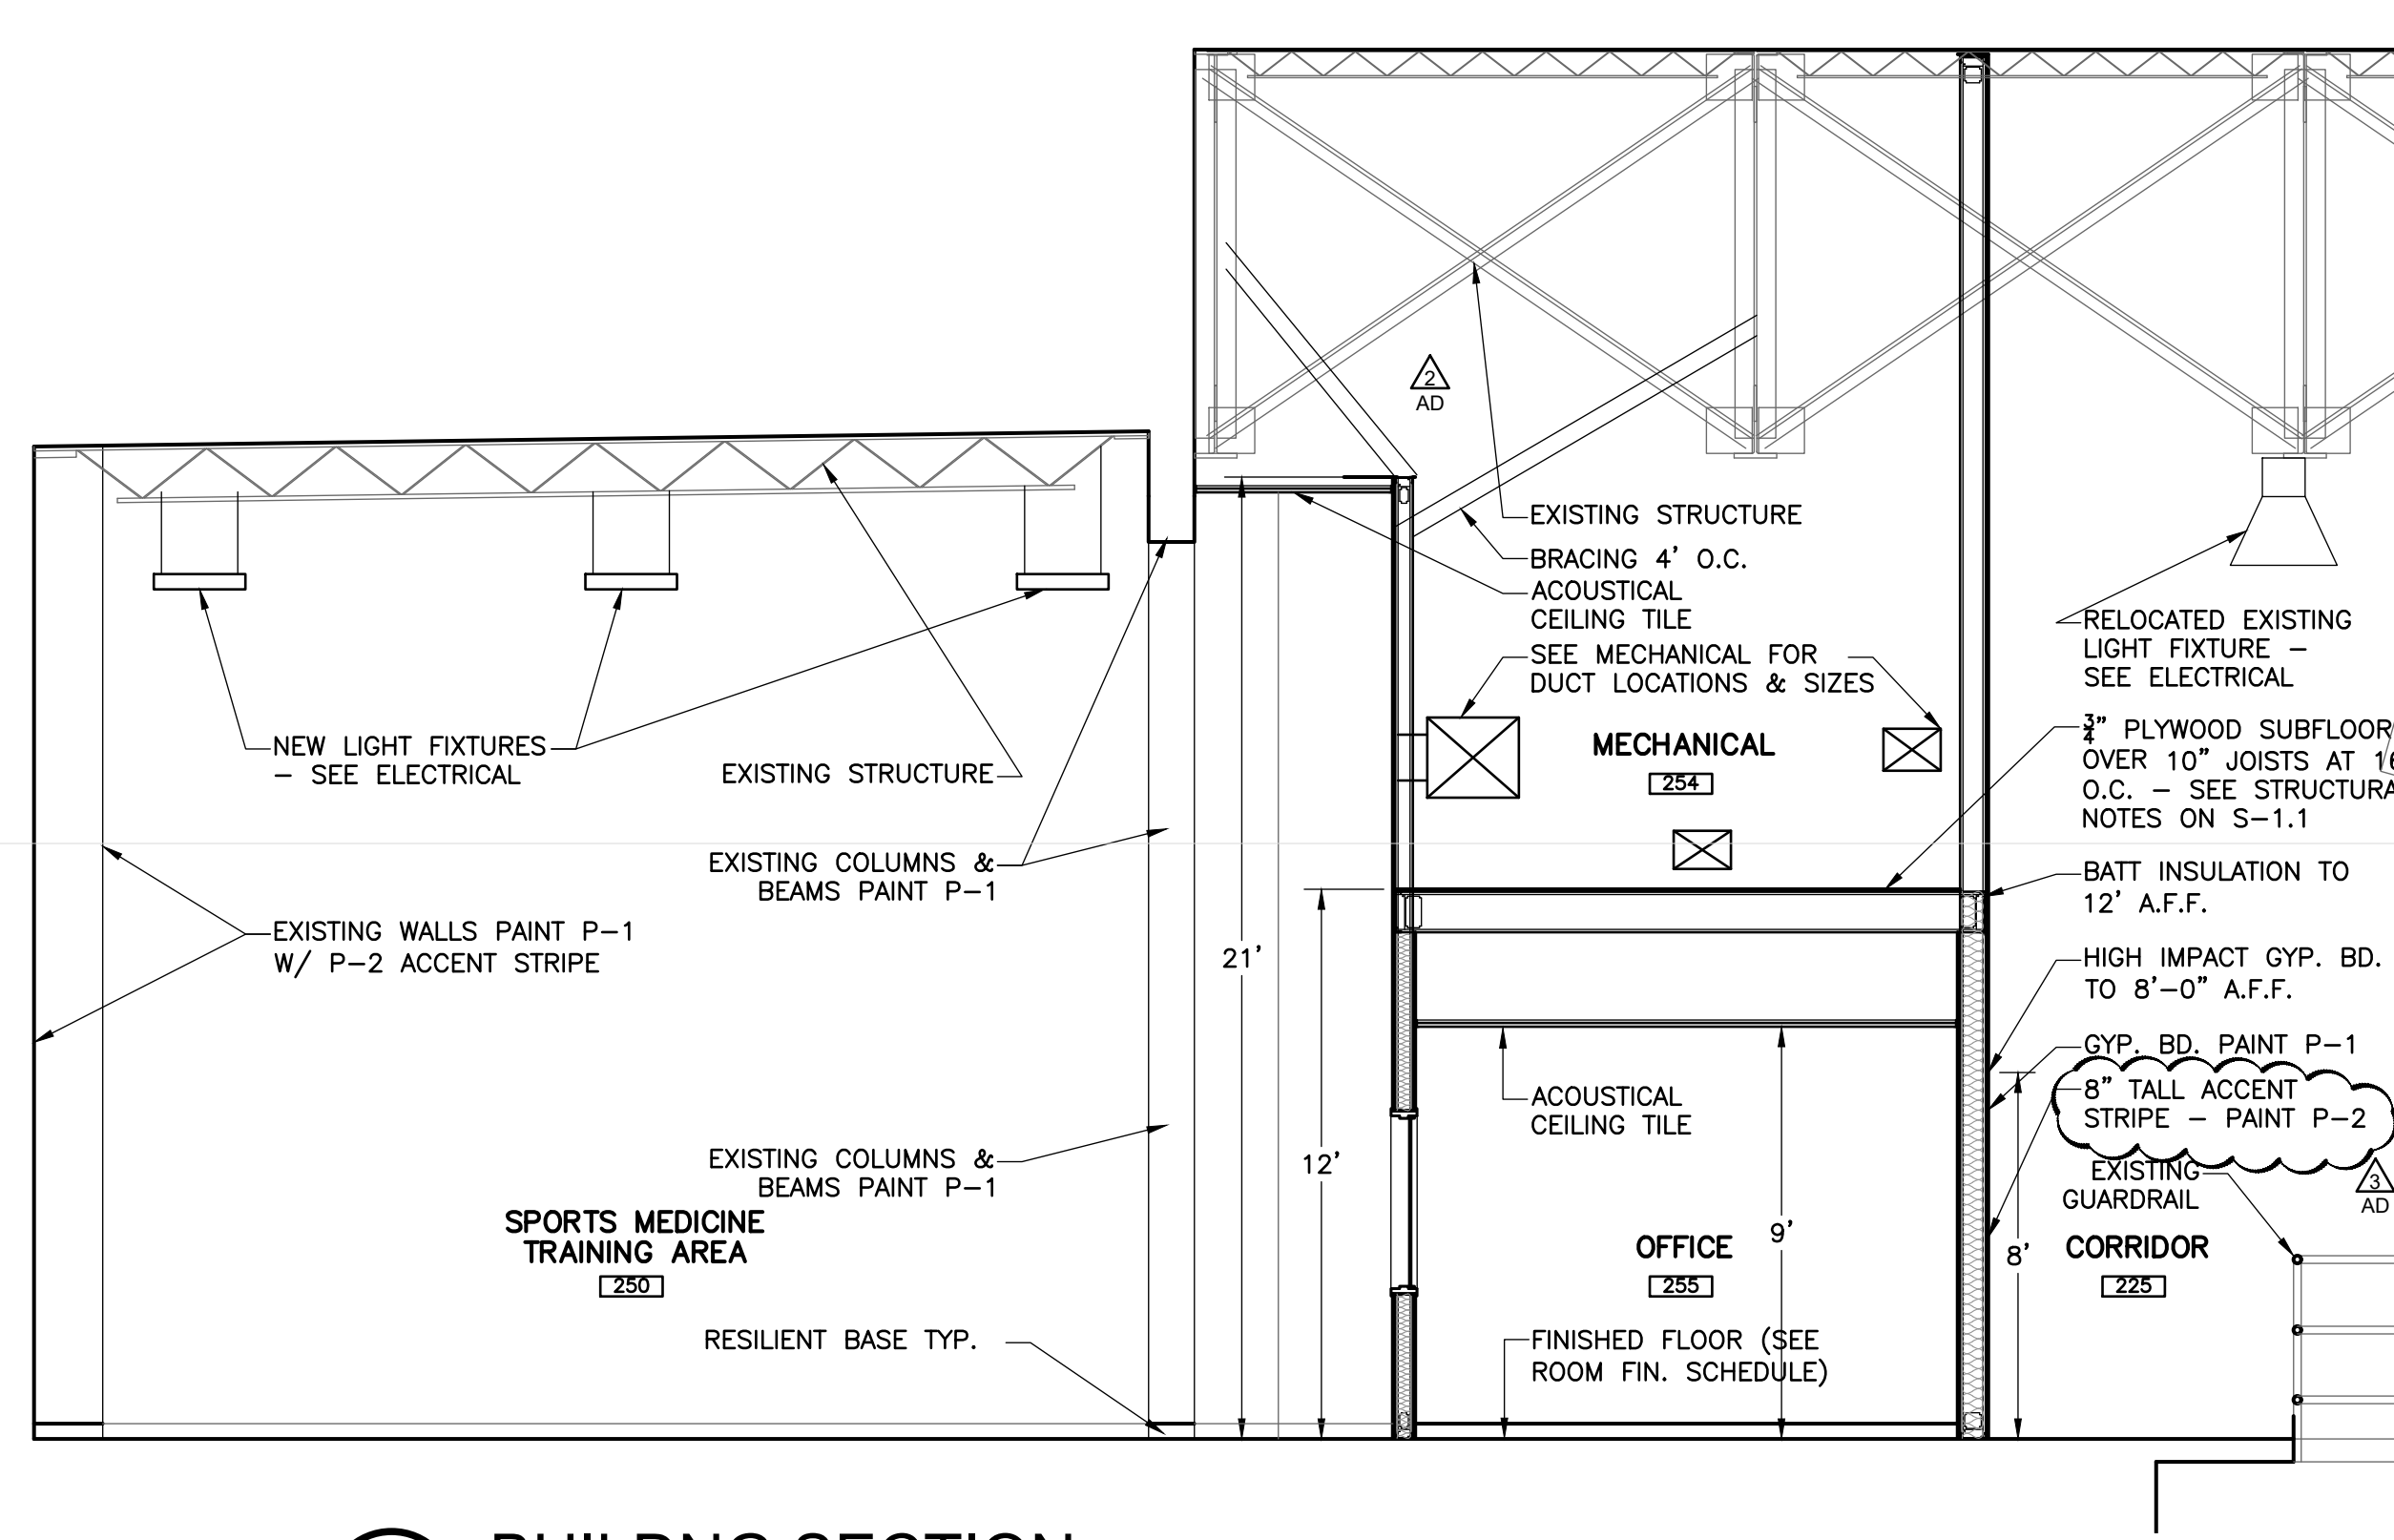 2
AD
EXISTING STRUCTURE
BRACING 4' O.C.
ACOUSTICAL
CEILING TILE
SEE MECHANICAL FOR
DUCT LOCATIONS & SIZES
MECHANICAL
254
RELOCATED EXISTING
LIGHT FIXTURE –
SEE ELECTRICAL
3/4" PLYWOOD SUBFLOOR
OVER 10" JOISTS AT
O.C. – SEE
NOTES ON S–1.1
BATT INSULATION TO
12' A.F.F.
HIGH IMPACT GYP. BD.
TO 8'–0" A.F.F.
GYP. BD. PAINT P–1
8" TALL ACCENT
STRIPE – PAINT P–2
3
AD
EXISTING
GUARDRAIL
CORRIDOR
225
8'
NEW LIGHT FIXTURES
– SEE ELECTRICAL
EXISTING STRUCTURE
EXISTING COLUMNS &
BEAMS PAINT P–1
EXISTING WALLS PAINT P–1
W/ P–2 ACCENT STRIPE
21'
12'
EXISTING COLUMNS &
BEAMS PAINT P–1
SPORTS MEDICINE
TRAINING AREA
250
RESILIENT BASE TYP.
ACOUSTICAL
CEILING TILE
9'
OFFICE
255
FINISHED FLOOR (SEE
ROOM FIN. SCHEDULE)
SECTION